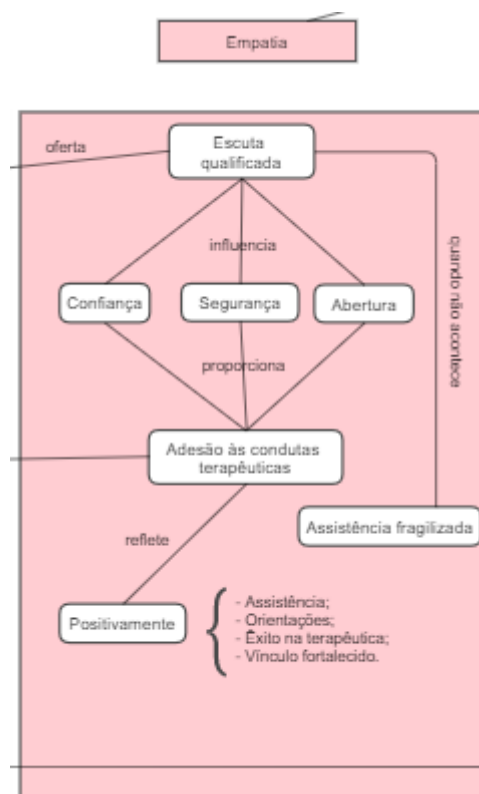 Empatia
oferta
Escuta
qualificada
influencia
Confiança
Segurança
Abertura
quando não acontece
proporciona
Adesão às condutas
terapêuticas
Assistência fragilizada
reflete
Positivamente
- Assistência;
- Orientações;
- Êxito na terapêutica;
- Vínculo fortalecido.